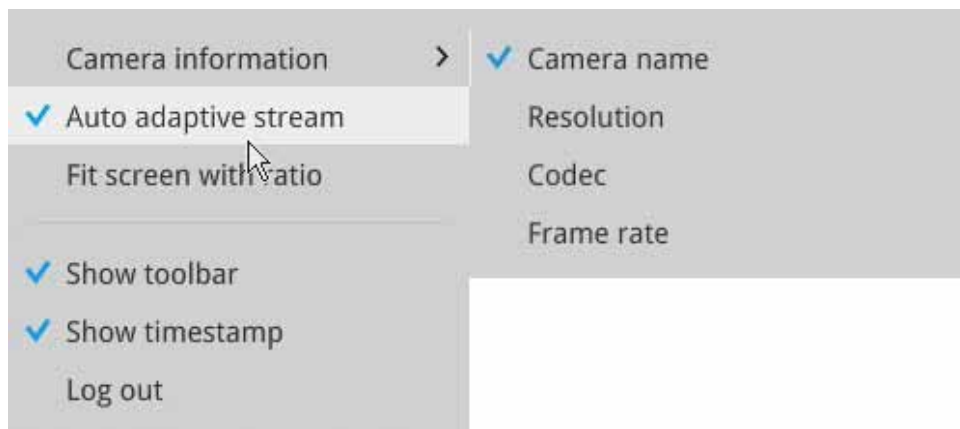 Camera information
Auto adaptive stream
Fit screen with ratio
Show toolbar
Show timestamp
Log out
Camera name
Resolution
Codec
Frame rate